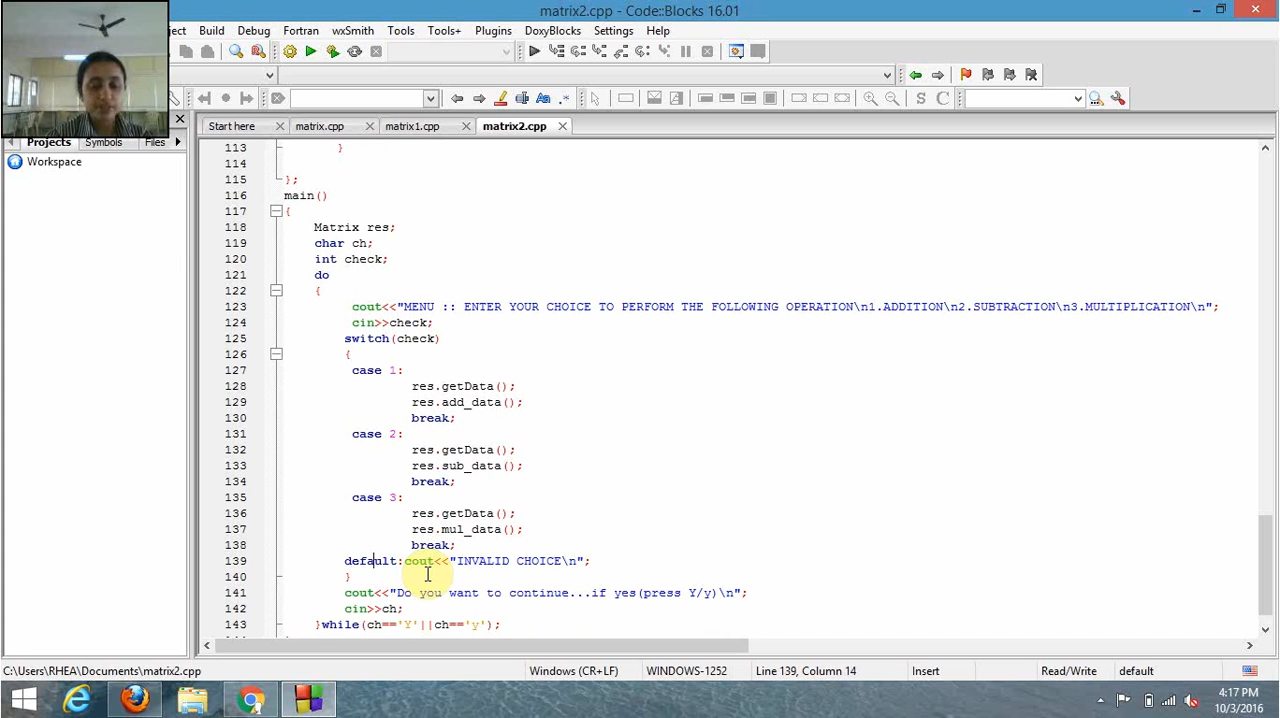 matrix2.cpp - Code::Blocks 16.01
ject Build Debug Fortran wxSmith Tools Tools+ Plugins DoxyBlocks Settings Help
S C
Start here matrix.cpp matrix1.cpp matrix2.cpp
Projects Symbols Files
Workspace
113 }
114
115 };
116 main()
117 {
118 Matrix res;
119 char ch;
120 int check;
121 do
122 {
123 cout<<"MENU :: ENTER YOUR CHOICE TO PERFORM THE FOLLOWING OPERATION\n1.ADDITION\n2.SUBTRACTION\n3.MULTIPLICATION\n";
124 cin>>check;
125 switch(check)
126 {
127 case 1:
128 res.getData();
129 res.add_data();
130 break;
131 case 2:
132 res.getData();
133 res.sub_data();
134 break;
135 case 3:
136 res.getData();
137 res.mul_data();
138 break;
139 default:cout<<"INVALID CHOICE\n";
140 }
141 cout<<"Do you want to continue...if yes(press Y/y)\n";
142 cin>>ch;
143 }while(ch=='Y'||ch=='y');
C:\Users\RHEA\Documents\matrix2.cpp Windows (CR+LF) WINDOWS-1252 Line 139, Column 14 Insert Read/Write default
4:17 PM
10/3/2016